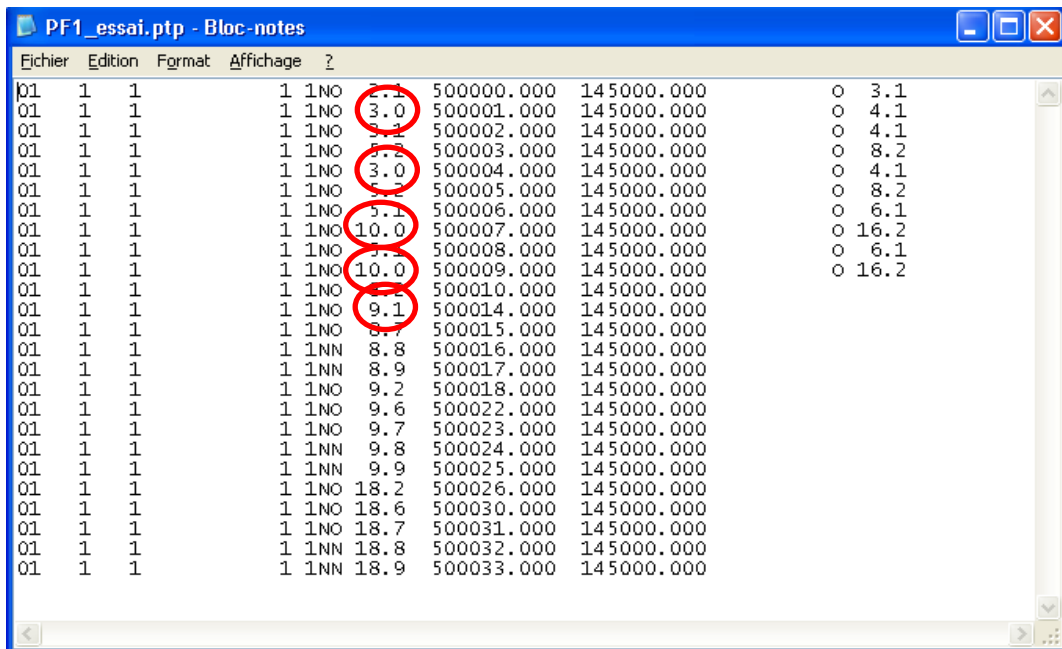 PF1_essai.ptp - Bloc-notes
Fichier Edition Format Affichage ?
01 1 1 1 1NO 2.1 500000.000 145000.000 O 3.1
01 1 1 1 1NO 3.0 500001.000 145000.000 O 4.1
01 1 1 1 1NO 3.1 500002.000 145000.000 O 4.1
01 1 1 1 1NO 5.2 500003.000 145000.000 O 8.2
01 1 1 1 1NO 3.0 500004.000 145000.000 O 4.1
01 1 1 1 1NO 5.2 500005.000 145000.000 O 8.2
01 1 1 1 1NO 5.1 500006.000 145000.000 O 6.1
01 1 1 1 1NO 10.0 500007.000 145000.000 O 16.2
01 1 1 1 1NO 5.1 500008.000 145000.000 O 6.1
01 1 1 1 1NO 10.0 500009.000 145000.000 O 16.2
01 1 1 1 1NO 500010.000 145000.000
01 1 1 1 1NO 9.1 500014.000 145000.000
01 1 1 1 1NO 8.7 500015.000 145000.000
01 1 1 1 1NN 8.8 500016.000 145000.000
01 1 1 1 1NN 8.9 500017.000 145000.000
01 1 1 1 1NO 9.2 500018.000 145000.000
01 1 1 1 1NO 9.6 500022.000 145000.000
01 1 1 1 1NO 9.7 500023.000 145000.000
01 1 1 1 1NN 9.8 500024.000 145000.000
01 1 1 1 1NN 9.9 500025.000 145000.000
01 1 1 1 1NO 18.2 500026.000 145000.000
01 1 1 1 1NO 18.6 500030.000 145000.000
01 1 1 1 1NO 18.7 500031.000 145000.000
01 1 1 1 1NN 18.8 500032.000 145000.000
01 1 1 1 1NN 18.9 500033.000 145000.000